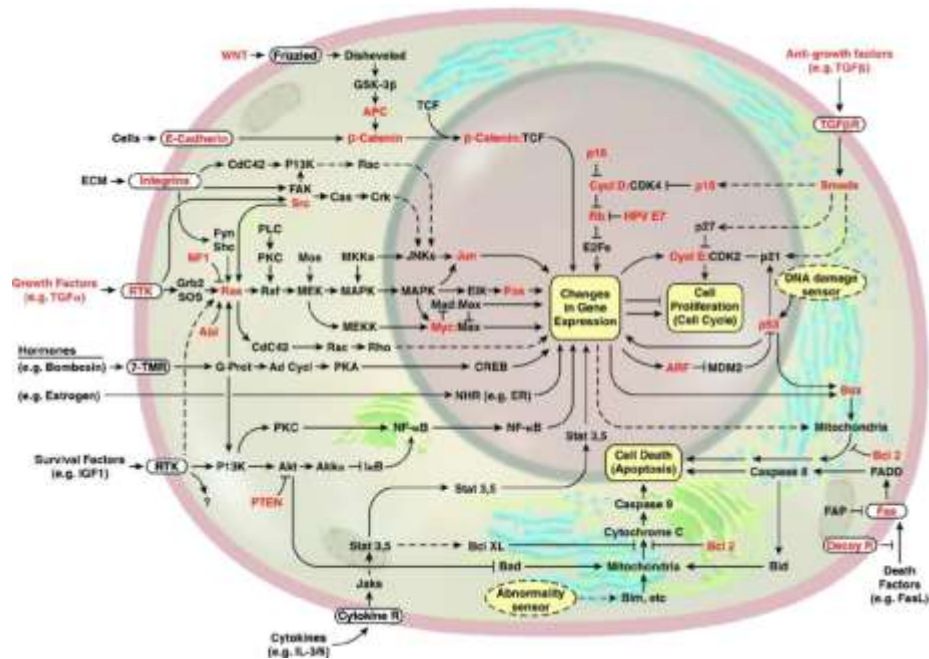 WNT
Frizzled
Disheveled
GSK-3β
APC
TCF
Cells
E-Cadherin
β-Catenin
β-Catenin:TCF
Anti-growth factors
(e.g. TGFβ)
TGFβR
Smads
ECM
Integrins
CdC42
P13K
Rac
FAK
Src
Cas
Crk
p16
Cycl D:CDK4
p15
Rb
HPV E7
E2Fs
p27
Cycl E:CDK2
p21
DNA damage
sensor
p53
Fyn
Shc
PLC
NF1
PKC
Mos
MKKs
JNKs
Jun
Growth Factors
(e.g. TGFα)
RTK
Grb2
SOS
Ras
Raf
MEK
MAPK
MAPK
Elk
Fos
Abl
MEKK
Mad:Max
Myc:Max
Changes
in Gene
Expression
Cell
Proliferation
(Cell Cycle)
CdC42
Rac
Rho
Hormones
(e.g. Bombesin)
7-TMR
G-Prot
Ad Cycl
PKA
CREB
ARF
MDM2
(e.g. Estrogen)
NHR (e.g. ER)
Bax
PKC
NF-κB
NF-κB
Stat 3,5
Mitochondria
Survival Factors
(e.g. IGF1)
RTK
P13K
Akt
Akkα
IκB
Cell Death
(Apoptosis)
Bcl 2
Caspase 8
FADD
PTEN
?
Stat 3,5
Caspase 9
FAP
Fas
Cytochrome C
Stat 3,5
Bcl XL
Bcl 2
Decoy R
Bad
Mitochondria
Bid
Death
Factors
(e.g. FasL)
Jaks
Abnormality
sensor
Bim, etc
Cytokine R
Cytokines